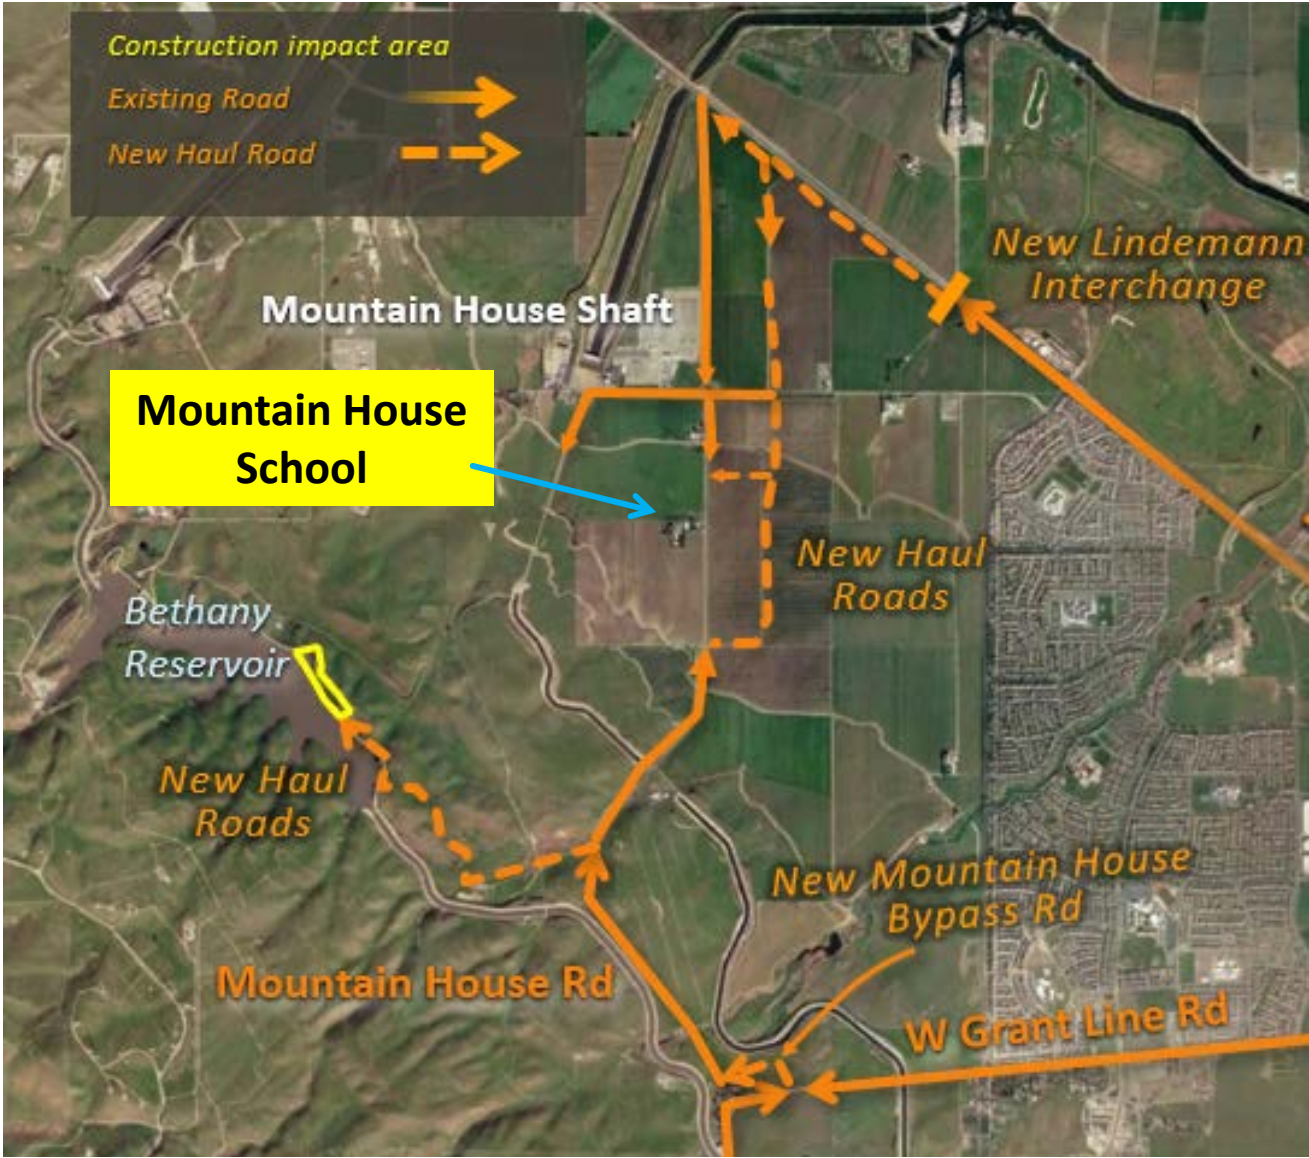 Construction impact area
Existing Road
New Haul Road
New Lindemann
Interchange
Mountain House Shaft
Mountain House
School
New Haul
Roads
Bethany
Reservoir
New Haul
Roads
New Mountain House
Bypass Rd
Mountain House Rd
W Grant Line Rd